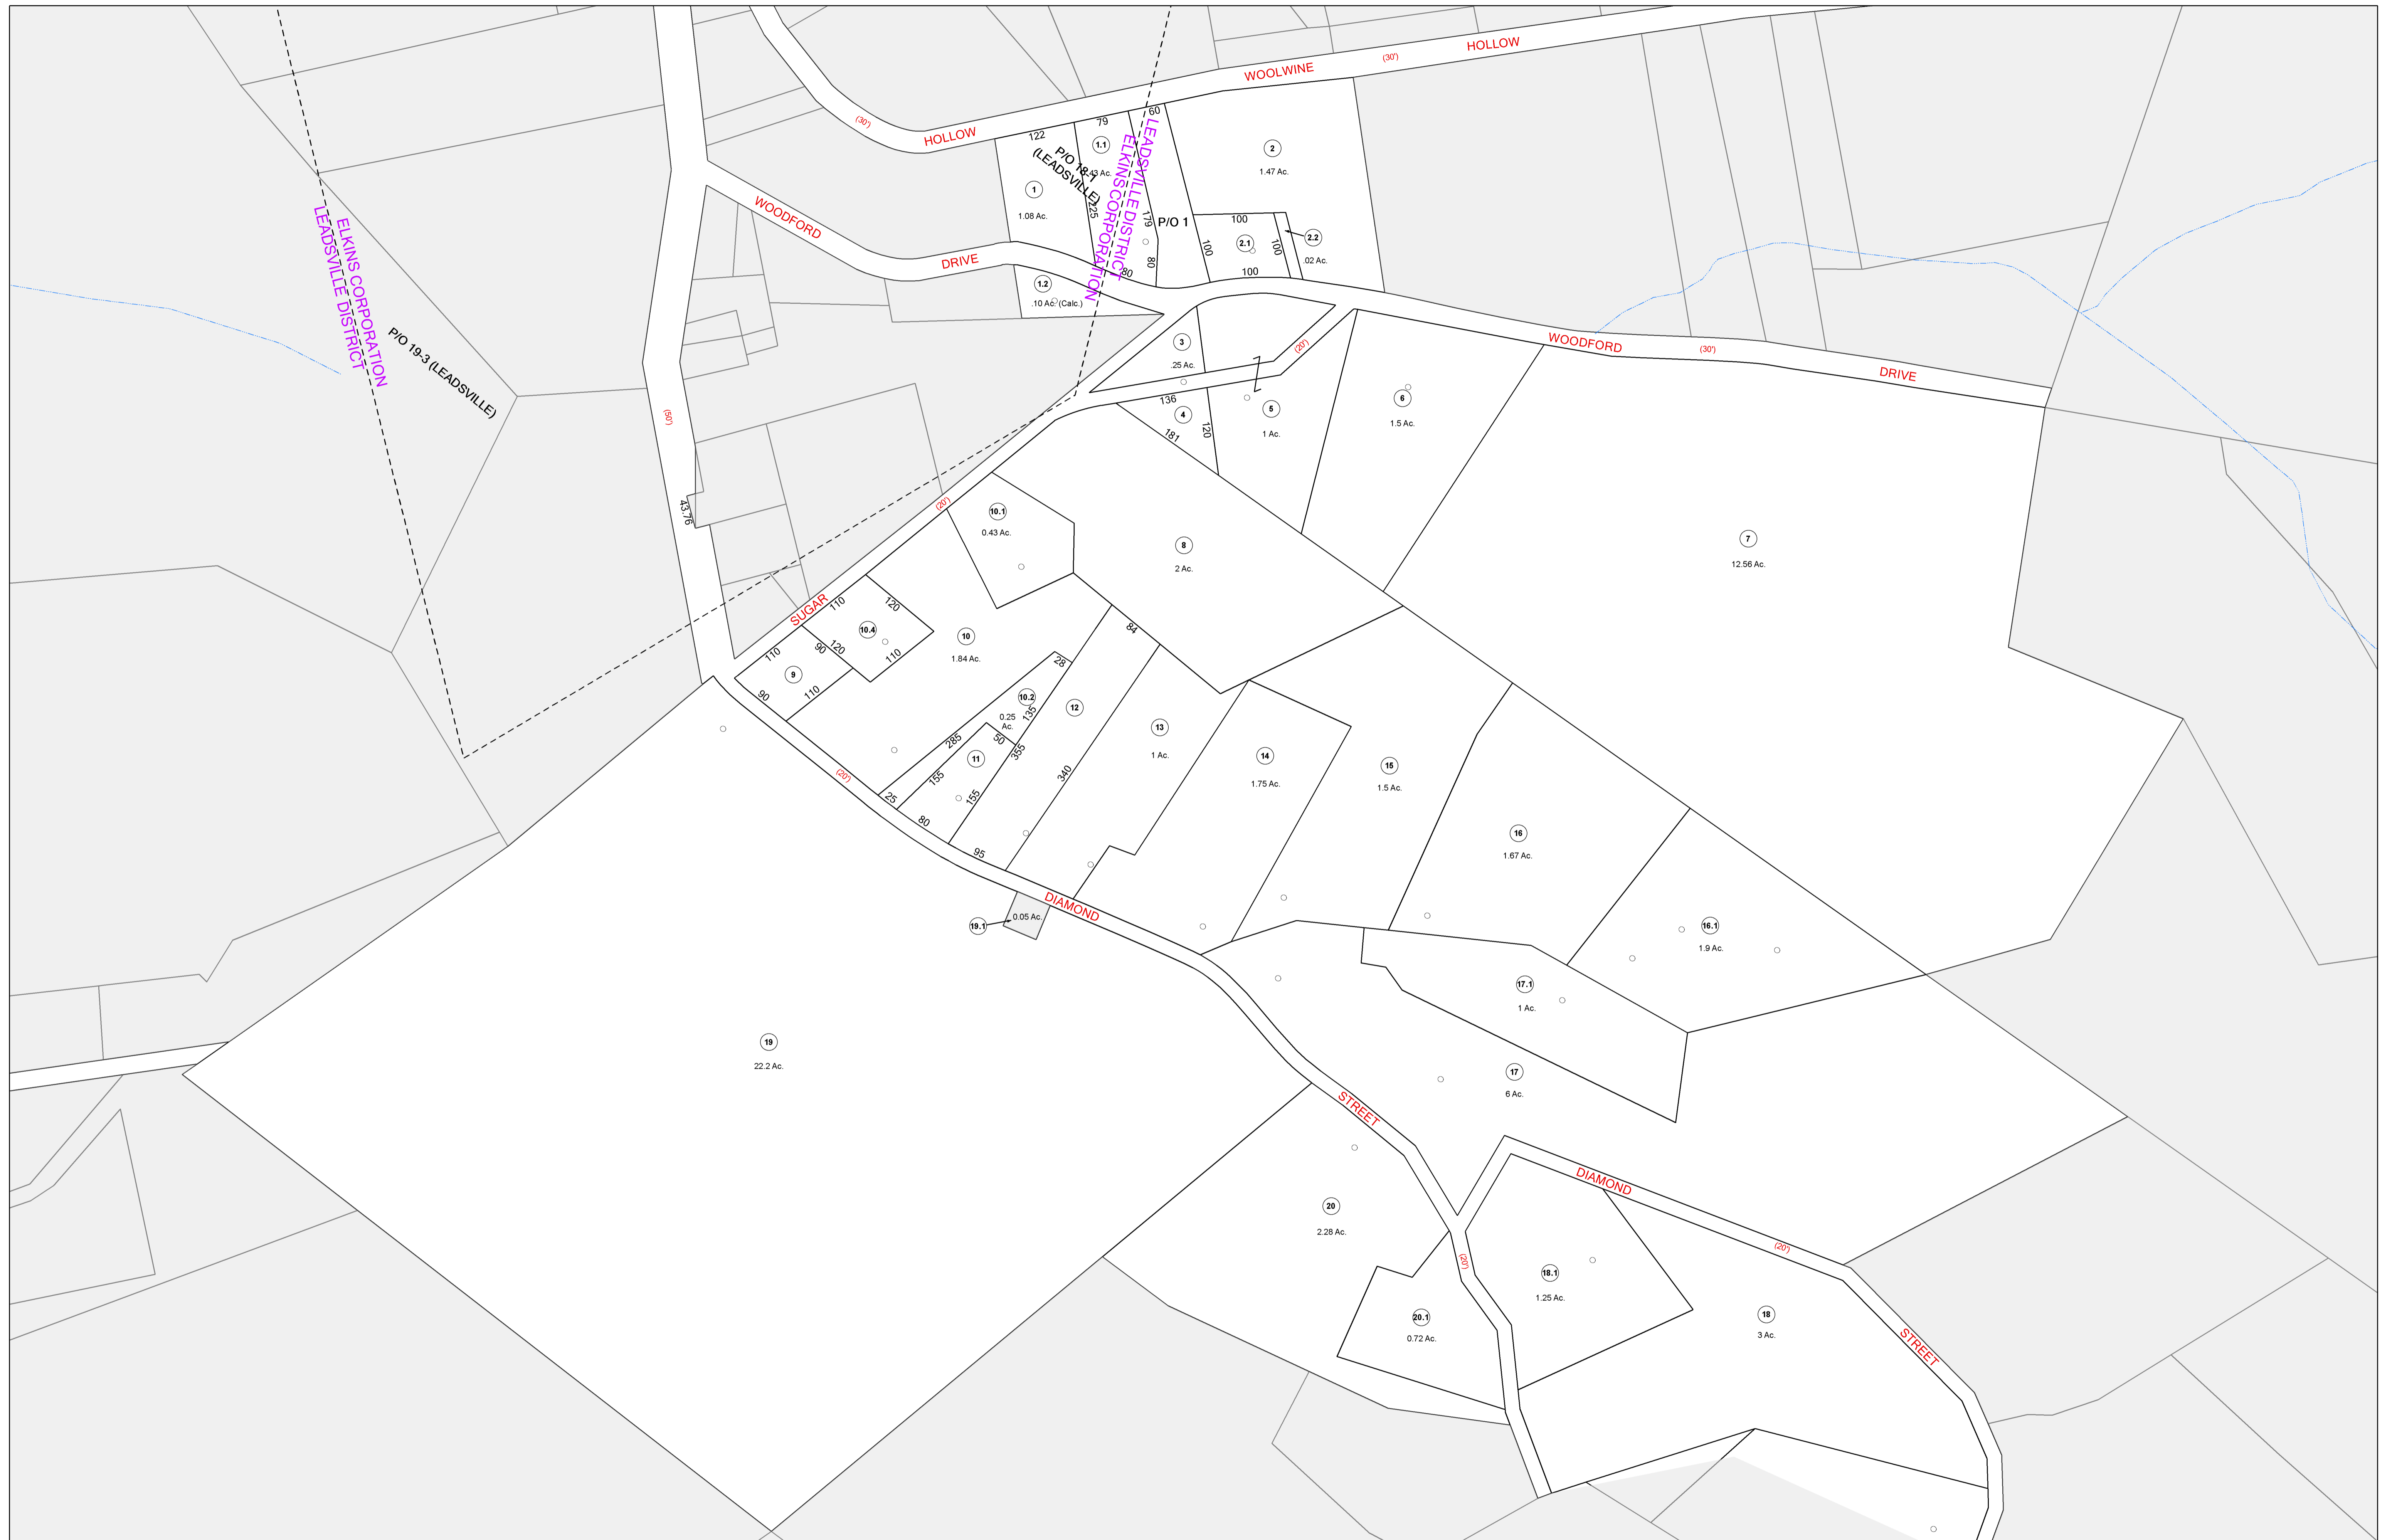 HOLLOW
(30')
WOOLWINE
(30')
HOLLOW
60
79
122
1.1
P/O 18-1
(LEADSVILLE)
LEADSVILLE DISTRICT
ELKINS CORPORATION
2
1.47 Ac.
1
1.08 Ac.
225
179
P/O 1
100
100
2.1
100
2.2
.02 Ac.
80
80
100
WOODFORD
DRIVE
1.2
.10 Ac. (Calc.)
ELKINS CORPORATION
LEADSVILLE DISTRICT
P/O 19-3 (LEADSVILLE)
3
.25 Ac.
(20')
WOODFORD
(30')
DRIVE
(50')
136
4
181
120
5
1 Ac.
6
1.5 Ac.
43.76
(20')
10.1
0.43 Ac.
8
2 Ac.
7
12.56 Ac.
SUGAR
110
120
10.4
90
120
110
110
9
90
110
10
1.84 Ac.
84
28
10.2
0.25
Ac.
135
12
285
50
355
11
155
155
340
13
1 Ac.
14
1.75 Ac.
15
1.5 Ac.
(20')
25
80
95
16
1.67 Ac.
DIAMOND
19.1
0.05 Ac.
16.1
1.9 Ac.
17.1
1 Ac.
19
22.2 Ac.
17
6 Ac.
STREET
DIAMOND
20
2.28 Ac.
(20')
(20')
18.1
1.25 Ac.
20.1
0.72 Ac.
18
3 Ac.
STREET